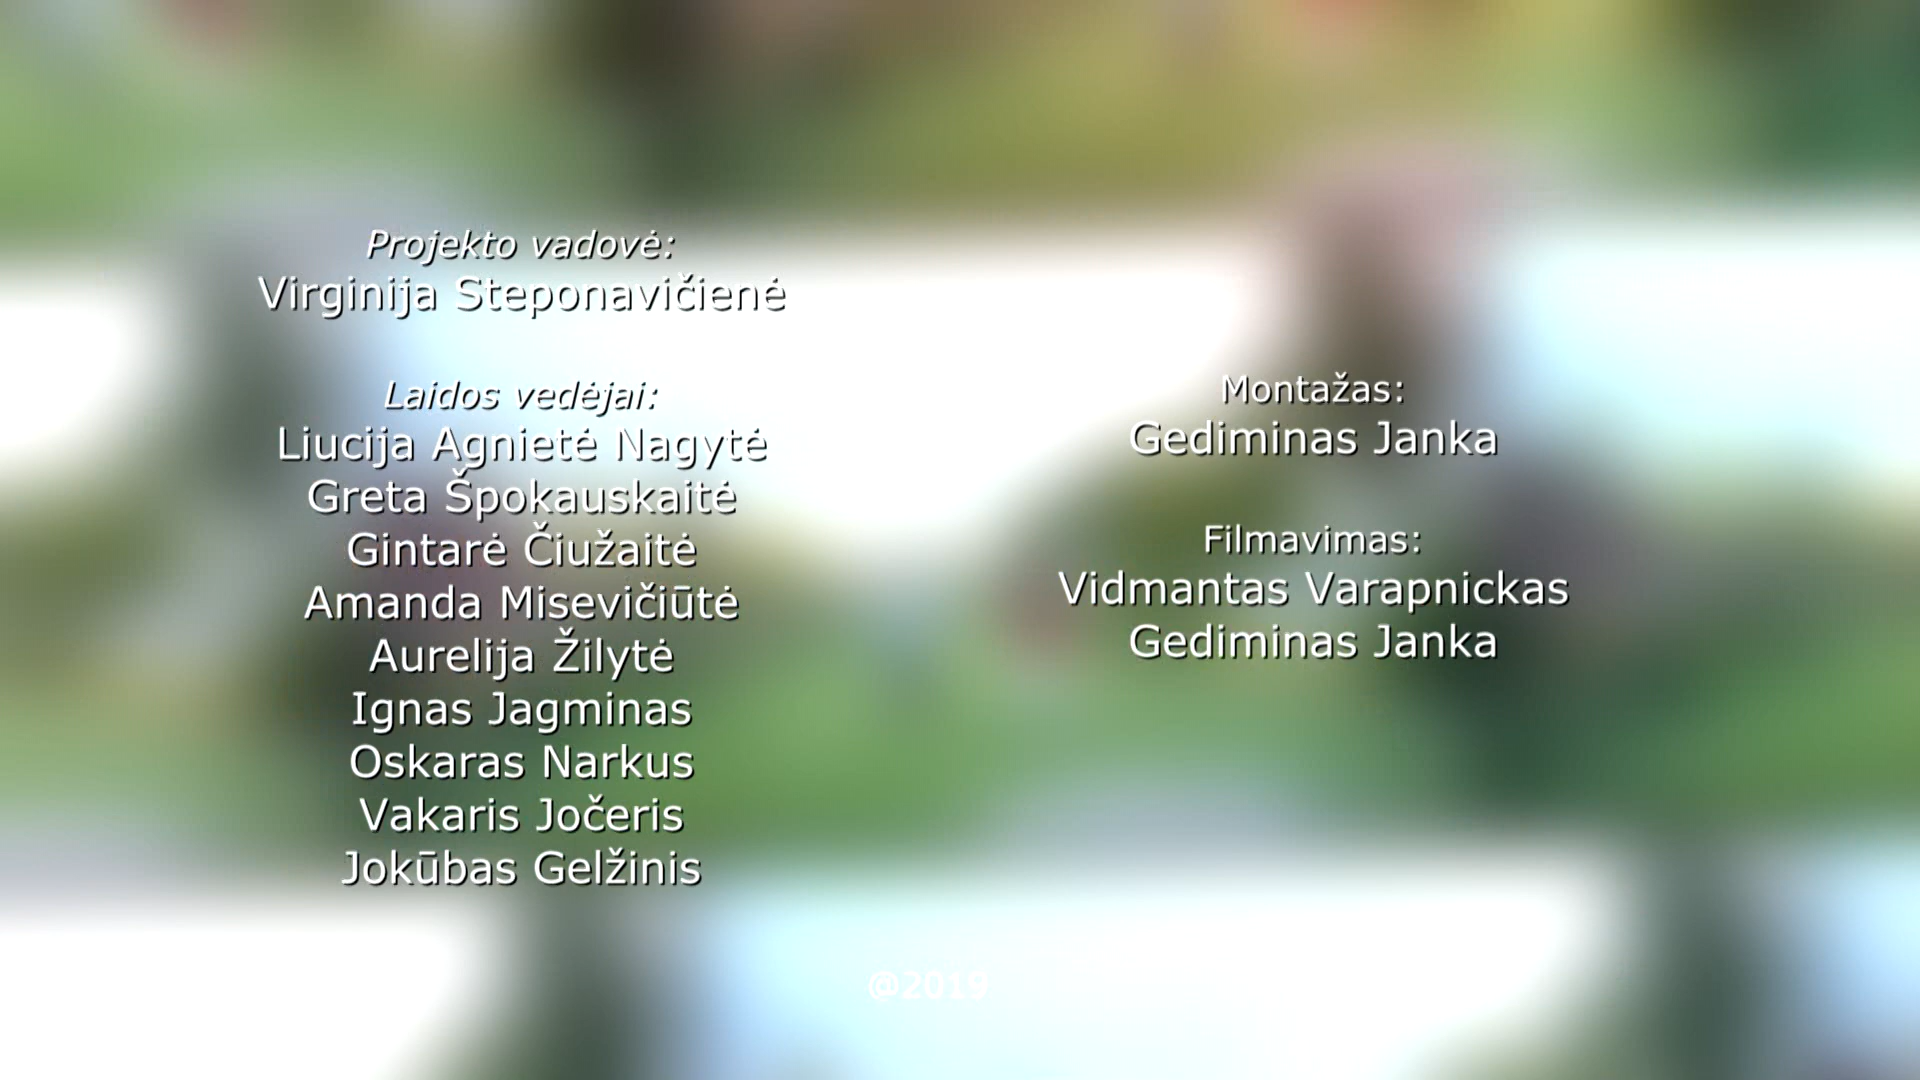 Projekto vadovė:
Virginija Steponavičienė
Laidos vedėjai:
Liucija Agnietė Nagytė
Greta Špokauskaitė
Gintarė Čiužaitė
Amanda Misevičiūtė
Aurelija Žilytė
Ignas Jagminas
Oskaras Narkus
Vakaris Jočeris
Jokūbas Gelžinis
Montažas:
Gediminas Janka
Filmavimas:
Vidmantas Varapnickas
Gediminas Janka
@2019